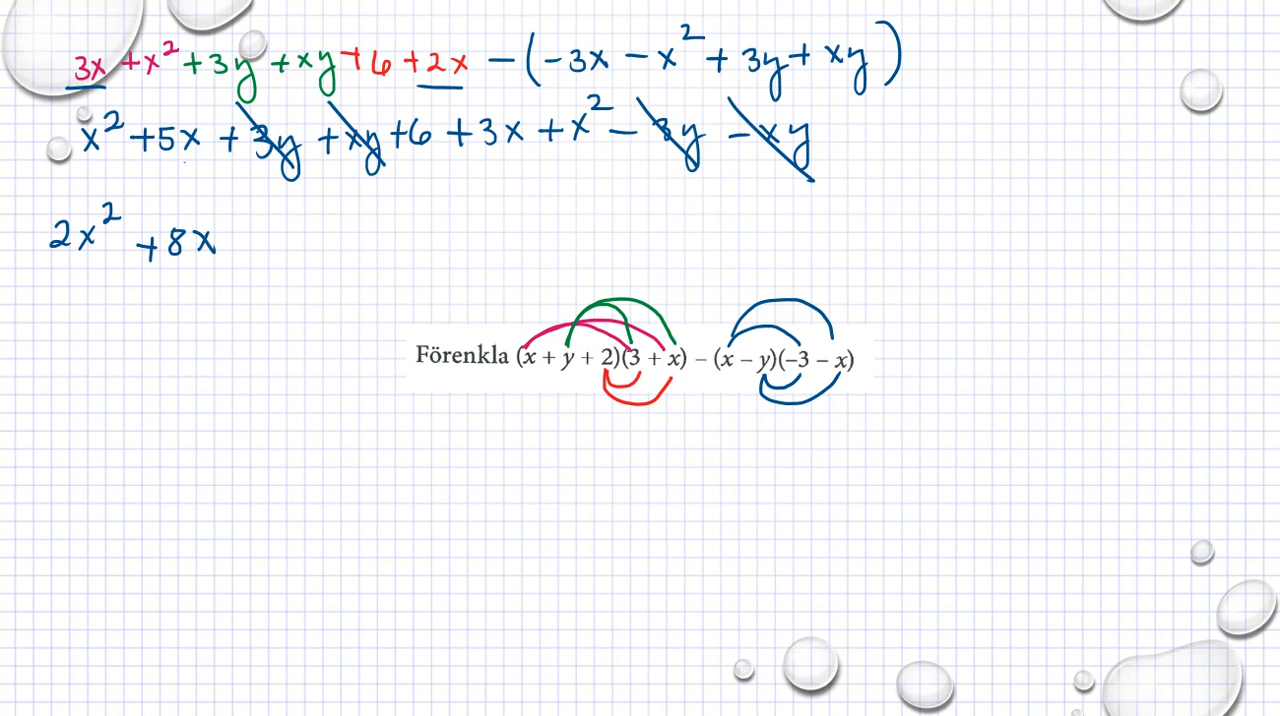 3x + x² + 3y + xy + 6 + 2x − (−3x − x² + 3y + xy)
x² + 5x + 3y + xy + 6 + 3x + x² − 3y − xy
2x² + 8x
Förenkla (x + y + 2)(3 + x) – (x – y)(–3 – x)